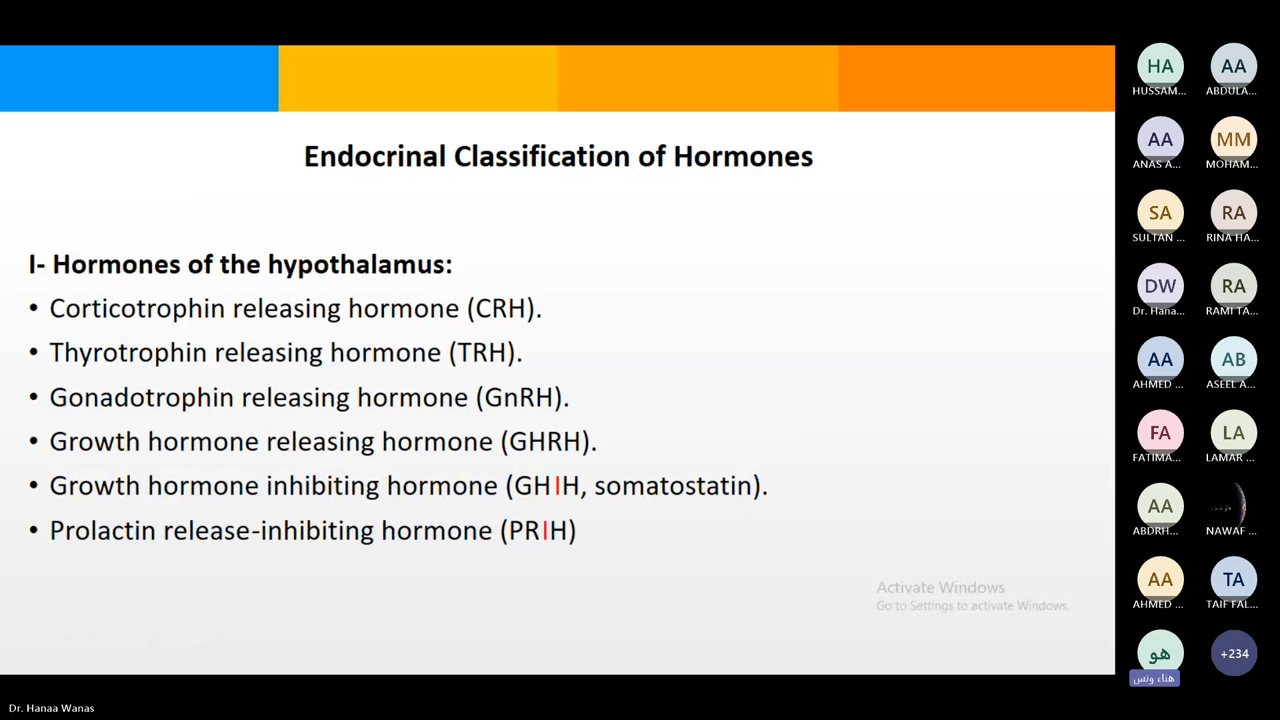 Endocrinal Classification of Hormones
I- Hormones of the hypothalamus:
• Corticotrophin releasing hormone (CRH).
• Thyrotrophin releasing hormone (TRH).
• Gonadotrophin releasing hormone (GnRH).
• Growth hormone releasing hormone (GHRH).
• Growth hormone inhibiting hormone (GHIH, somatostatin).
• Prolactin release-inhibiting hormone (PRIH)
Activate Windows
Go to Settings to activate Windows.
HA AA
HUSSAM... ABDULA...
AA MM
ANAS A... MOHAM...
SA RA
SULTAN ... RINA HA...
DW RA
Dr. Hana... RAMI TA...
AA AB
AHMED ... ASEEL A...
FA LA
FATIMA... LAMAR ...
AA
ABDRH... NAWAF ...
AA TA
AHMED ... TAIF FAL...
هو +234
هناء ونس
Dr. Hanaa Wanas